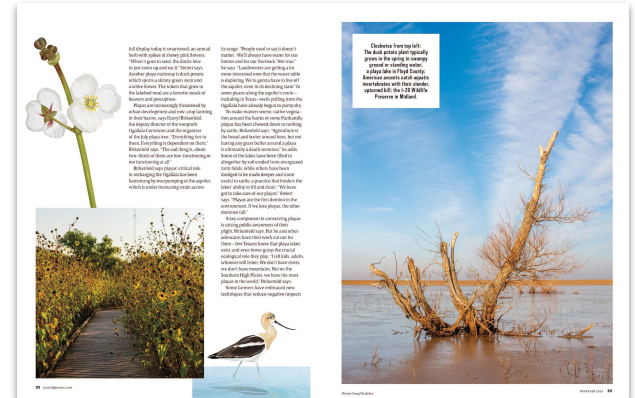 full display today is smartweed, an annual
herb with spikes of showy pink flowers.
"When it goes to seed, the ducks love
to just swim up and eat it," Steiert says.
Another playa mainstay is duck potato,
which sports a skinny green stem and
a white flower. The tubers that grow in
the lakebed mud are a favorite snack of
beavers and porcupines.
Playas are increasingly threatened by
urban development and row-crop farming
in their basins, says Darryl Birkenfeld,
the deputy director of the nonprofit
Ogallala Commons and the organizer
of the July playa tour. "Everything ties to
them. Everything is dependent on them,"
Birkenfeld says. "The sad thing is, about
two-thirds of them are low-functioning or
not functioning at all."
Birkenfeld says playas' critical role
in recharging the Ogallala has been
hamstrung by overpumping of the aquifer,
which is under increasing strain across
its range. "People used to say it doesn't
matter. 'We'll always have water for our
homes and for our livestock.' Not true,"
he says. "Landowners are getting a lot
more interested now that the water table
is depleting. We're gonna have to live off
the aquifer, even in its declining state." In
some places along the aquifer's route—
including in Texas—wells pulling from the
Ogallala have already begun to pump dry.
To make matters worse, native vegeta-
tion around the banks of some Panhandle
playas has been chewed down to nothing
by cattle, Birkenfeld says. "Agriculture is
the bread and butter around here, but not
having any grass buffer around a playa
is ultimately a death sentence," he adds.
Some of the lakes have been filled in
altogether by soil eroded from overgrazed
farm fields, while others have been
dredged to be made deeper and more
useful to cattle, a practice that hinders the
lakes' ability to fill and drain. "We have
got to take care of our playas," Steiert
says. "Playas are the first domino in the
environment. If we lose playas, the other
dominos fall."
A key component in conserving playas
is raising public awareness of their
plight, Birkenfeld says. But he and other
advocates have their work cut out for
them—few Texans know that playa lakes
exist, and even fewer grasp the crucial
ecological role they play. "I tell kids, adults,
whoever will listen: We don't have rivers,
we don't have mountains. But on the
Southern High Plains, we have the most
playas in the world," Birkenfeld says.
Some farmers have embraced new
techniques that reduce negative impacts
Clockwise from top left:
The duck potato plant typically
grows in the spring in swampy
ground or standing water;
a playa lake in Floyd County;
American avocets catch aquatic
invertebrates with their slender,
upturned bill; the I-20 Wildlife
Preserve in Midland.